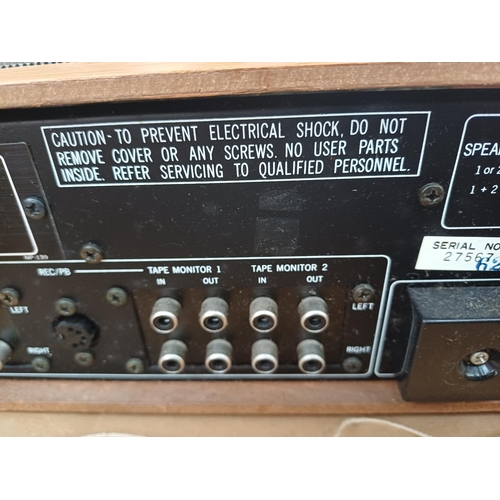 CAUTION- TO PREVENT ELECTRICAL SHOCK, DO NOT
REMOVE COVER OR ANY SCREWS. NO USER PARTS
INSIDE. REFER SERVICING TO QUALIFIED PERSONNEL.
SPEA
1 or 2
1 + 2
SERIAL NO.
27567
REC/PB
TAPE MONITOR 1 TAPE MONITOR 2
IN OUT IN OUT
LEFT LEFT
RIGHT RIGHT